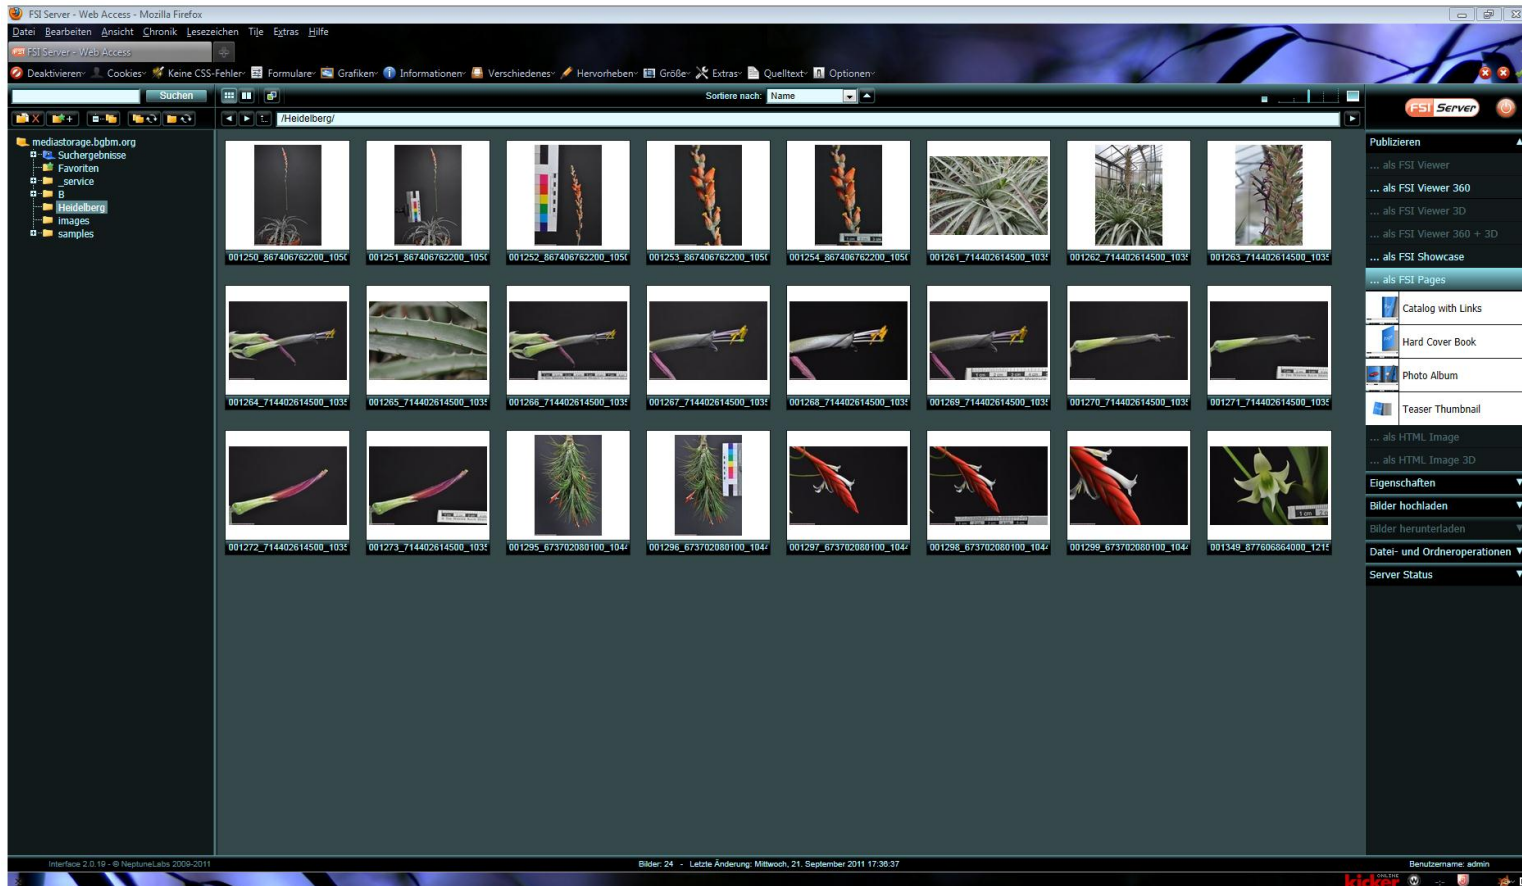 FSI Server - Web Access - Mozilla Firefox
Datei Bearbeiten Ansicht Chronik Lesezeichen Tile Extras Hilfe
FSI Server - Web Access
Deaktivieren Cookies Keine CSS-Fehler Formulare Grafiken Informationen Verschiedenes Hervorheben Größe Extras Quelltext Optionen
Suchen
Sortiere nach: Name
FSI Server
/Heidelberg/
mediastorage.bgbm.org
Suchergebnisse
Favoriten
_service
B
Heidelberg
images
samples
001250_867406762200_105( 001251_867406762200_105( 001252_867406762200_105( 001253_867406762200_105( 001254_867406762200_105( 001261_714402614500_103 001262_714402614500_103 001263_714402614500_103
001264_714402614500_103 001265_714402614500_103 001266_714402614500_103 001267_714402614500_103 001268_714402614500_103 001269_714402614500_103 001270_714402614500_103 001271_714402614500_103
001272_714402614500_103 001273_714402614500_103 001295_673702080100_104 001296_673702080100_104 001297_673702080100_104 001298_673702080100_104 001299_673702080100_104 001349_877606864000_121
Publizieren
... als FSI Viewer
... als FSI Viewer 360
... als FSI Viewer 3D
... als FSI Viewer 360 + 3D
... als FSI Showcase
... als FSI Pages
Catalog with Links
Hard Cover Book
Photo Album
Teaser Thumbnail
... als HTML Image
... als HTML Image 3D
Eigenschaften
Bilder hochladen
Bilder herunterladen
Datei- und Ordneroperationen
Server Status
Interface 2.0.19 - © NeptuneLabs 2009-2011
Bilder: 24 - Letzte Änderung: Mittwoch, 21. September 2011 17:36:37
Benutzername: admin
kicker ONLINE